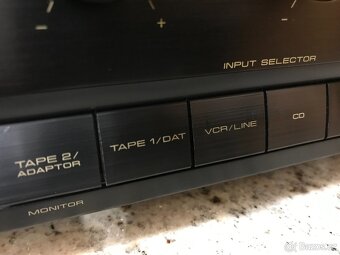 - +
INPUT SELECTOR
TAPE 2/
ADAPTOR
TAPE 1/DAT
VCR/LINE
CD
MONITOR